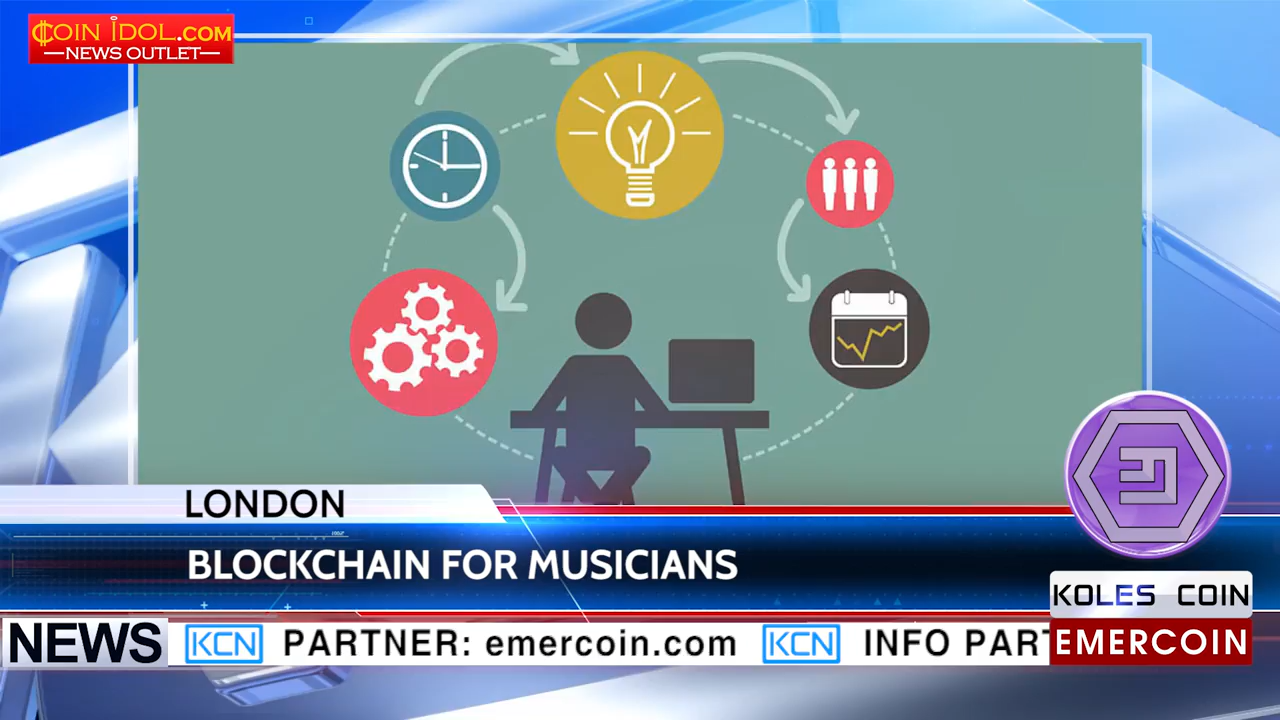 COIN IDOL.COM
—NEWS OUTLET—
LONDON
BLOCKCHAIN FOR MUSICIANS
KOLES COIN
EMERCOIN
NEWS KCN PARTNER: emercoin.com KCN INFO PART